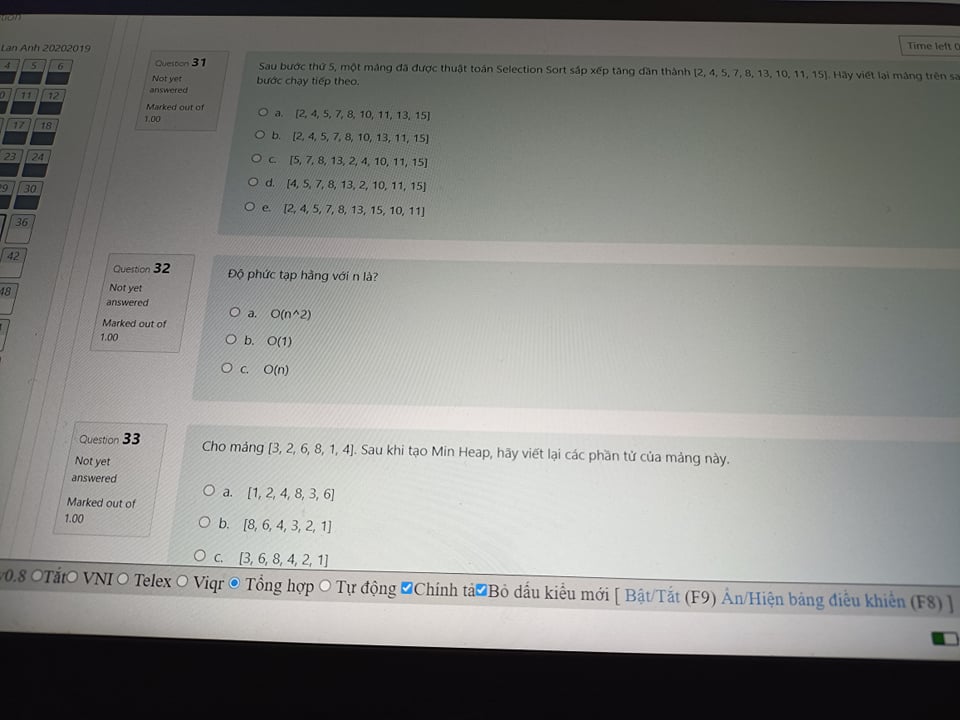 Lan Anh 20202019
Time left
4 5 6
11 12
17 18
23 24
29 30
36
42
48
Question 31
Not yet
answered
Marked out of
1.00
Sau bước thứ 5, một mảng đã được thuật toán Selection Sort sắp xếp tăng dần thành [2, 4, 5, 7, 8, 13, 10, 11, 15]. Hãy viết lại mảng trên
bước chạy tiếp theo.
a. [2, 4, 5, 7, 8, 10, 11, 13, 15]
b. [2, 4, 5, 7, 8, 10, 13, 11, 15]
c. [5, 7, 8, 13, 2, 4, 10, 11, 15]
d. [4, 5, 7, 8, 13, 2, 10, 11, 15]
e. [2, 4, 5, 7, 8, 13, 15, 10, 11]
Question 32
Not yet
answered
Marked out of
1.00
Độ phức tạp hằng với n là?
a. O(n^2)
b. O(1)
c. O(n)
Question 33
Not yet
answered
Marked out of
1.00
Cho mảng [3, 2, 6, 8, 1, 4]. Sau khi tạo Min Heap, hãy viết lại các phần tử của mảng này.
a. [1, 2, 4, 8, 3, 6]
b. [8, 6, 4, 3, 2, 1]
c. [3, 6, 8, 4, 2, 1]
0.8 Tắt VNI Telex Viqr Tổng hợp Tự động Chính tả Bỏ dấu kiểu mới [ Bật/Tắt (F9) Ẩn/Hiện bảng điều khiển (F8) ]